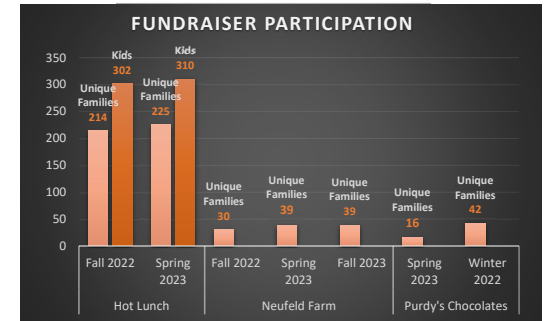 FUNDRAISER PARTICIPATION
350
300
250
200
150
100
50
0
Unique
Families
214
Kids
302
Unique
Families
225
Kids
310
Unique
Families
30
Unique
Families
39
Unique
Families
39
Unique
Families
16
Unique
Families
42
Fall 2022
Spring
2023
Fall 2022
Spring
2023
Fall 2023
Spring
2023
Winter
2022
Hot Lunch
Neufeld Farm
Purdy's Chocolates